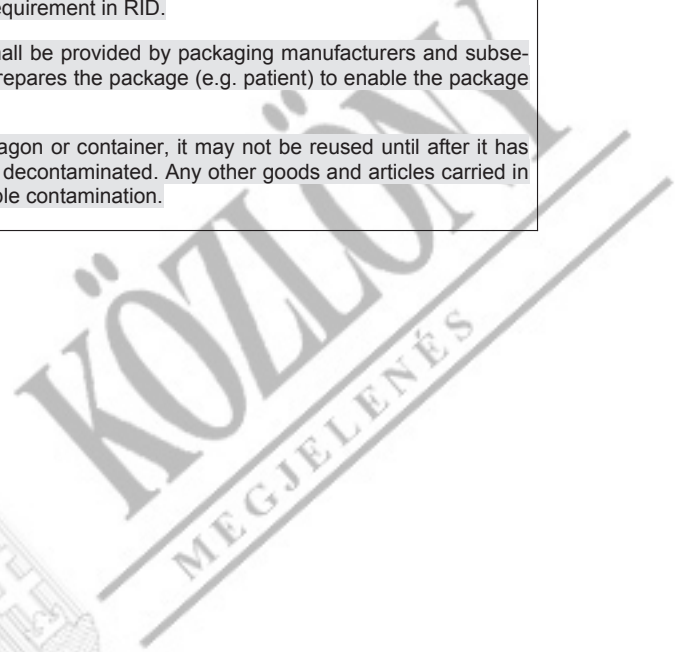 equirement in RID.
all be provided by packaging manufacturers and subse-
repares the package (e.g. patient) to enable the package
agon or container, it may not be reused until after it has
decontaminated. Any other goods and articles carried in
ble contamination.
KÖZLÖNY
MEGJELENÉS